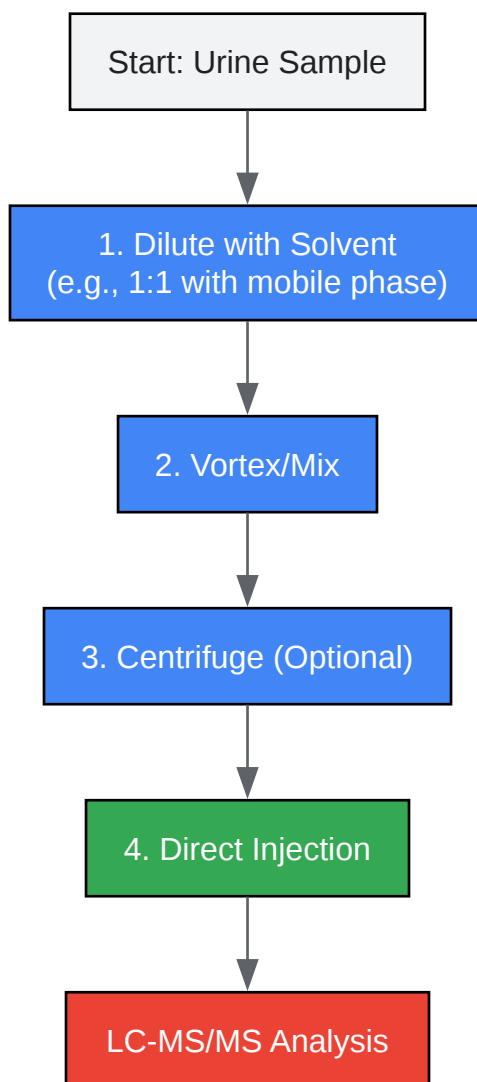 Start: Urine Sample
1. Dilute with Solvent
(e.g., 1:1 with mobile phase)
2. Vortex/Mix
3. Centrifuge (Optional)
4. Direct Injection
LC-MS/MS Analysis